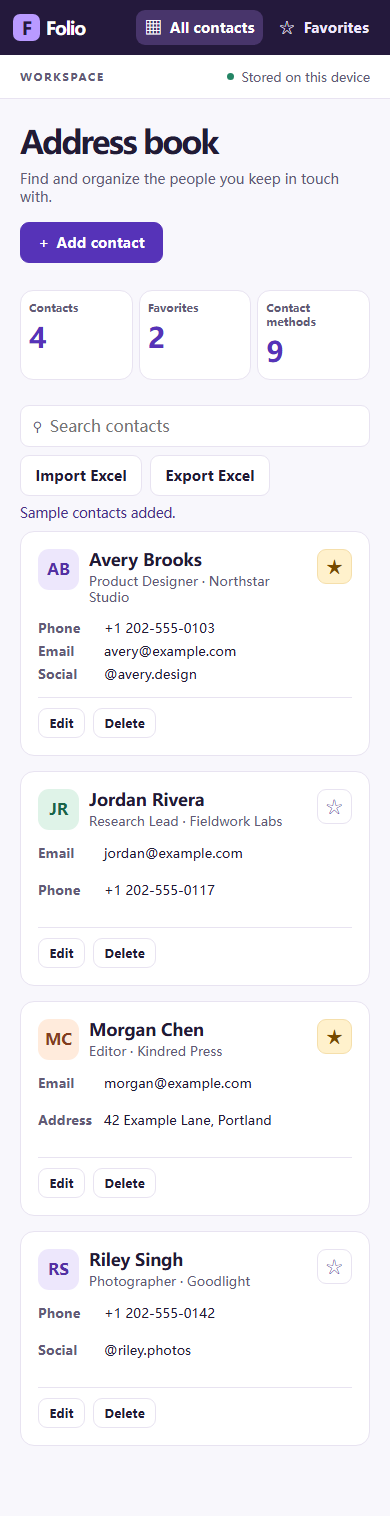 F Folio
All contacts
Favorites
WORKSPACE
Stored on this device
Address book
Find and organize the people you keep in touch
with.
+ Add contact
Contacts
4
Favorites
2
Contact
methods
9
Search contacts
Import Excel
Export Excel
Sample contacts added.
AB
Avery Brooks
Product Designer · Northstar
Studio
★
Phone +1 202-555-0103
Email avery@example.com
Social @avery.design
Edit
Delete
JR
Jordan Rivera
Research Lead · Fieldwork Labs
☆
Email jordan@example.com
Phone +1 202-555-0117
Edit
Delete
MC
Morgan Chen
Editor · Kindred Press
★
Email morgan@example.com
Address 42 Example Lane, Portland
Edit
Delete
RS
Riley Singh
Photographer · Goodlight
☆
Phone +1 202-555-0142
Social @riley.photos
Edit
Delete